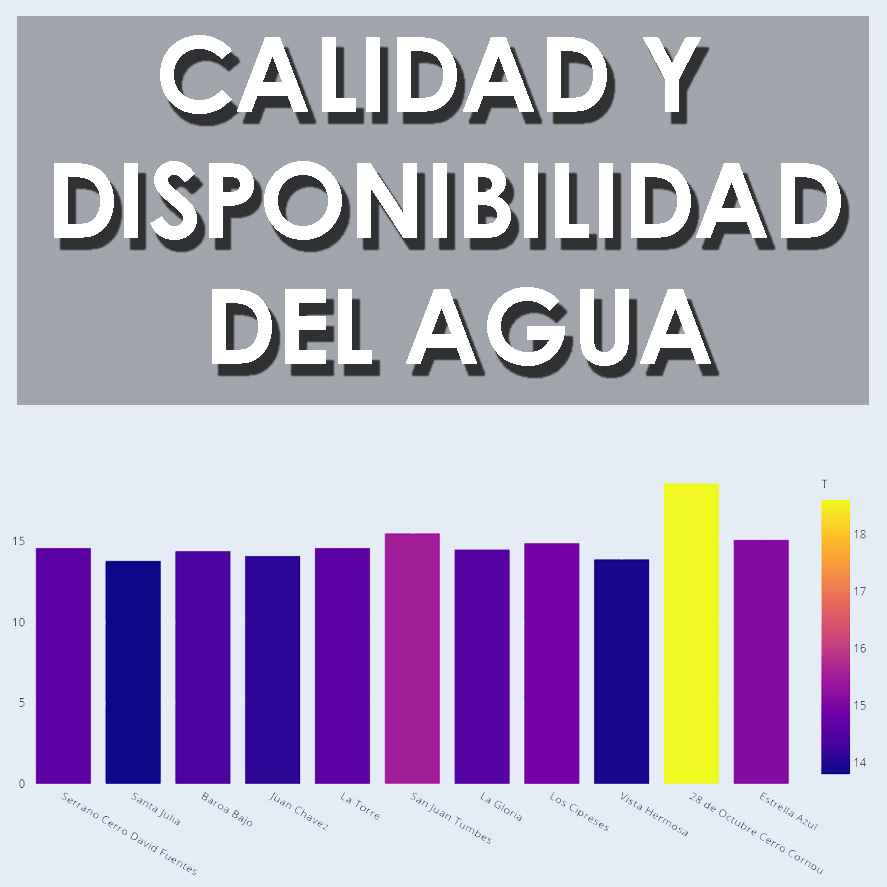 CALIDAD Y
DISPONIBILIDAD
DEL AGUA
T
15
10
5
0
18
17
16
15
14
Serrano Cerro David Fuentes
Santa Julia
Baroa Bajo
Juan Chavez
La Torre
San Juan Tumbes
La Gloria
Los Cipreses
Vista Hermosa
28 de Octubre Cerro Cornou
Estrella Azul